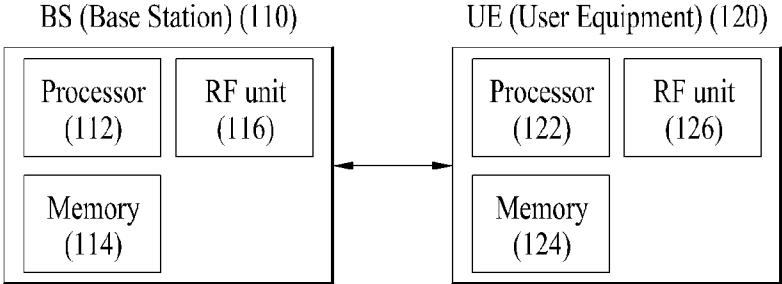 BS (Base Station) (110)
Processor
(112)
RF unit
(116)
Memory
(114)
UE (User Equipment) (120)
Processor
(122)
RF unit
(126)
Memory
(124)